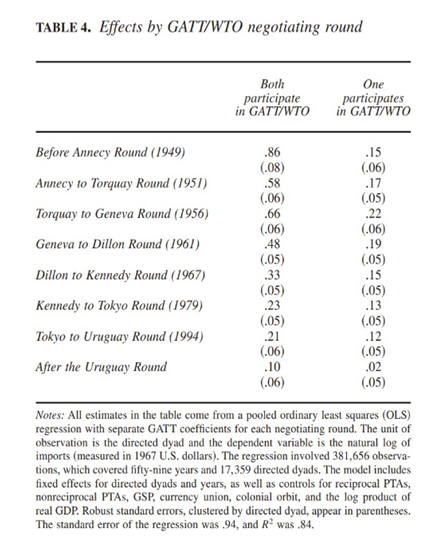 TABLE 4. Effects by GATT/WTO negotiating round
Both participate in GATT/WTO One participates in GATT/WTO
Before Annecy Round (1949) .86 .15
(.08) (.06)
Annecy to Torquay Round (1951) .58 .17
(.06) (.05)
Torquay to Geneva Round (1956) .66 .22
(.06) (.06)
Geneva to Dillon Round (1961) .48 .19
(.05) (.05)
Dillon to Kennedy Round (1967) .33 .15
(.05) (.05)
Kennedy to Tokyo Round (1979) .23 .13
(.05) (.05)
Tokyo to Uruguay Round (1994) .21 .12
(.06) (.05)
After the Uruguay Round .10 .02
(.06) (.05)
Notes: All estimates in the table come from a pooled ordinary least squares (OLS)
regression with separate GATT coefficients for each negotiating round. The unit of
observation is the directed dyad and the dependent variable is the natural log of
imports (measured in 1967 U.S. dollars). The regression involved 381,656 observa-
tions, which covered fifty-nine years and 17,359 directed dyads. The model includes
fixed effects for directed dyads and years, as well as controls for reciprocal PTAs,
nonreciprocal PTAs, GSP, currency union, colonial orbit, and the log product of
real GDP. Robust standard errors, clustered by directed dyad, appear in parentheses.
The standard error of the regression was .94, and R² was .84.